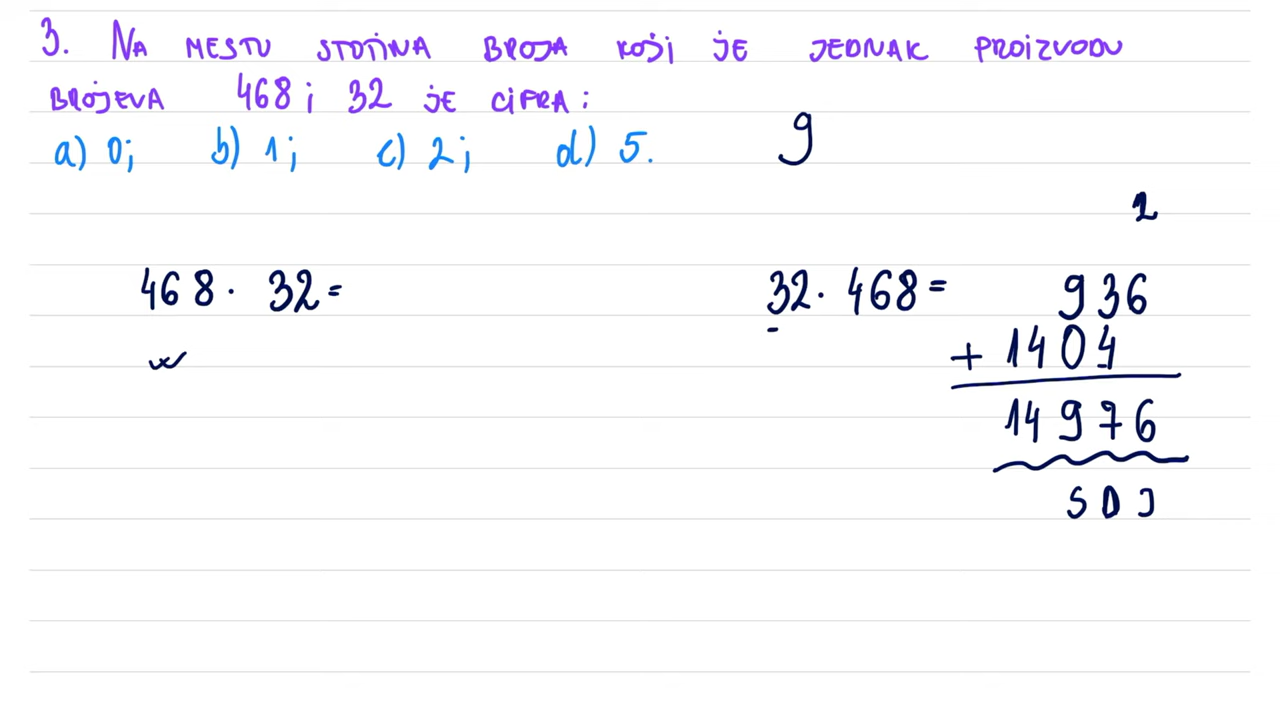 3. NA MESTU STOTINA BROJA KOJI JE JEDNAK PROIZVODU
BROJEVA 468 i 32 JE CIFRA:
a) 0; b) 1; c) 2; d) 5. 9
2
468 · 32 =
32 · 468 = 936
+ 1404
14976
S D J